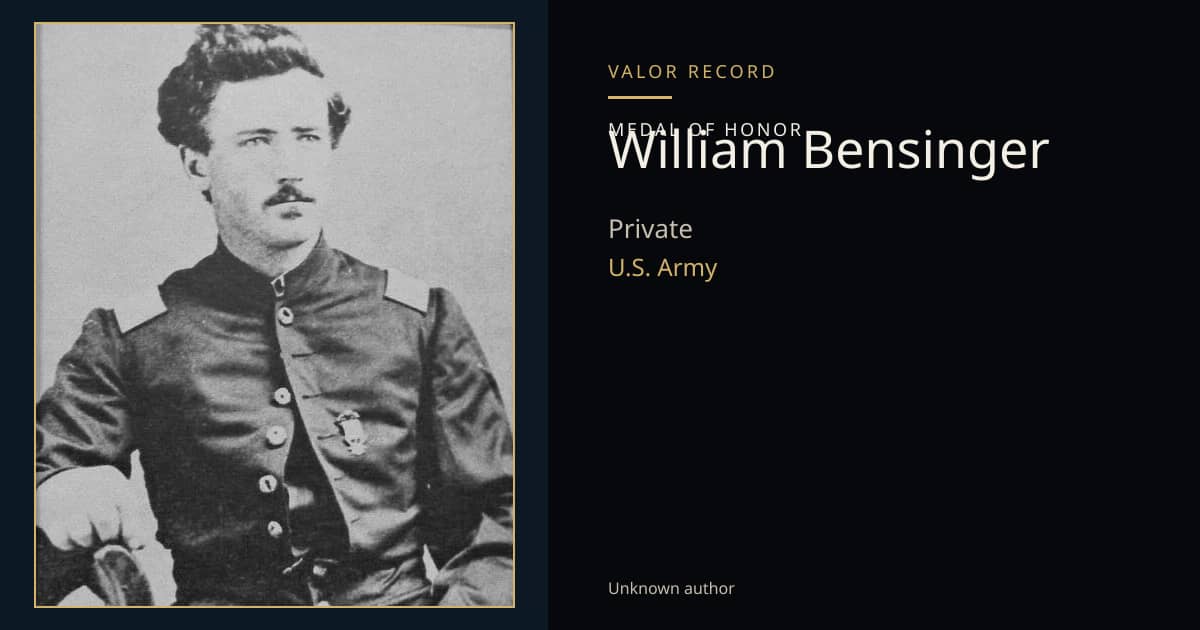 VALOR RECORD
MEDAL OF HONOR
William Bensinger
Private
U.S. Army
Unknown author